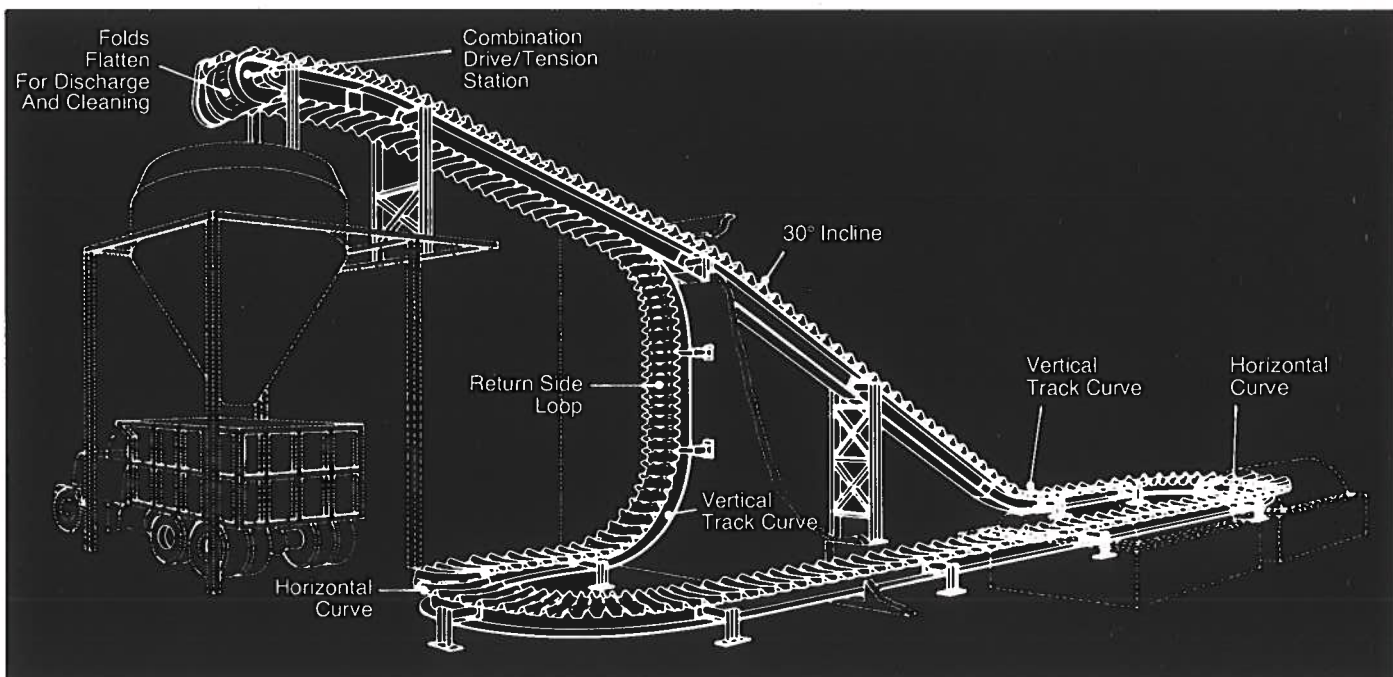 Folds
Flatten
For Discharge
And Cleaning
Combination
Drive/Tension
Station
30° Incline
Return Side
Loop
Vertical
Track Curve
Horizontal
Curve
Vertical
Track Curve
Horizontal
Curve